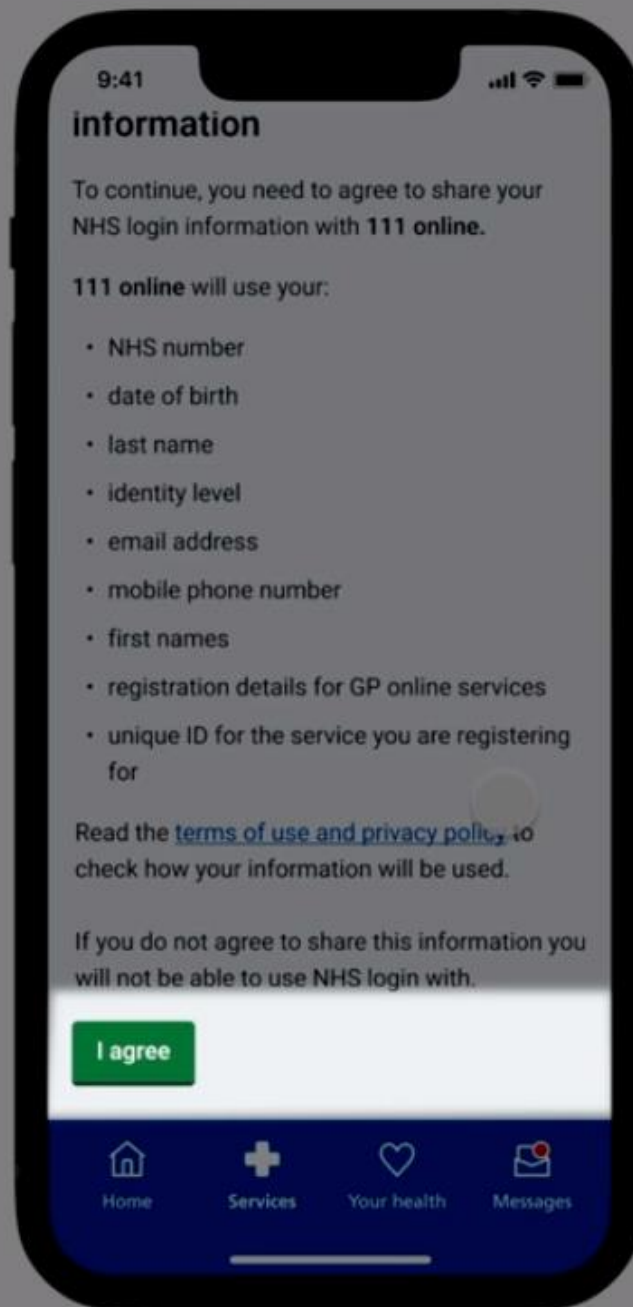 9:41
information
To continue, you need to agree to share your
NHS login information with 111 online.
111 online will use your:
• NHS number
• date of birth
• last name
• identity level
• email address
• mobile phone number
• first names
• registration details for GP online services
• unique ID for the service you are registering
for
Read the terms of use and privacy policy to
check how your information will be used.
If you do not agree to share this information you
will not be able to use NHS login with.
I agree
Home Services Your health Messages